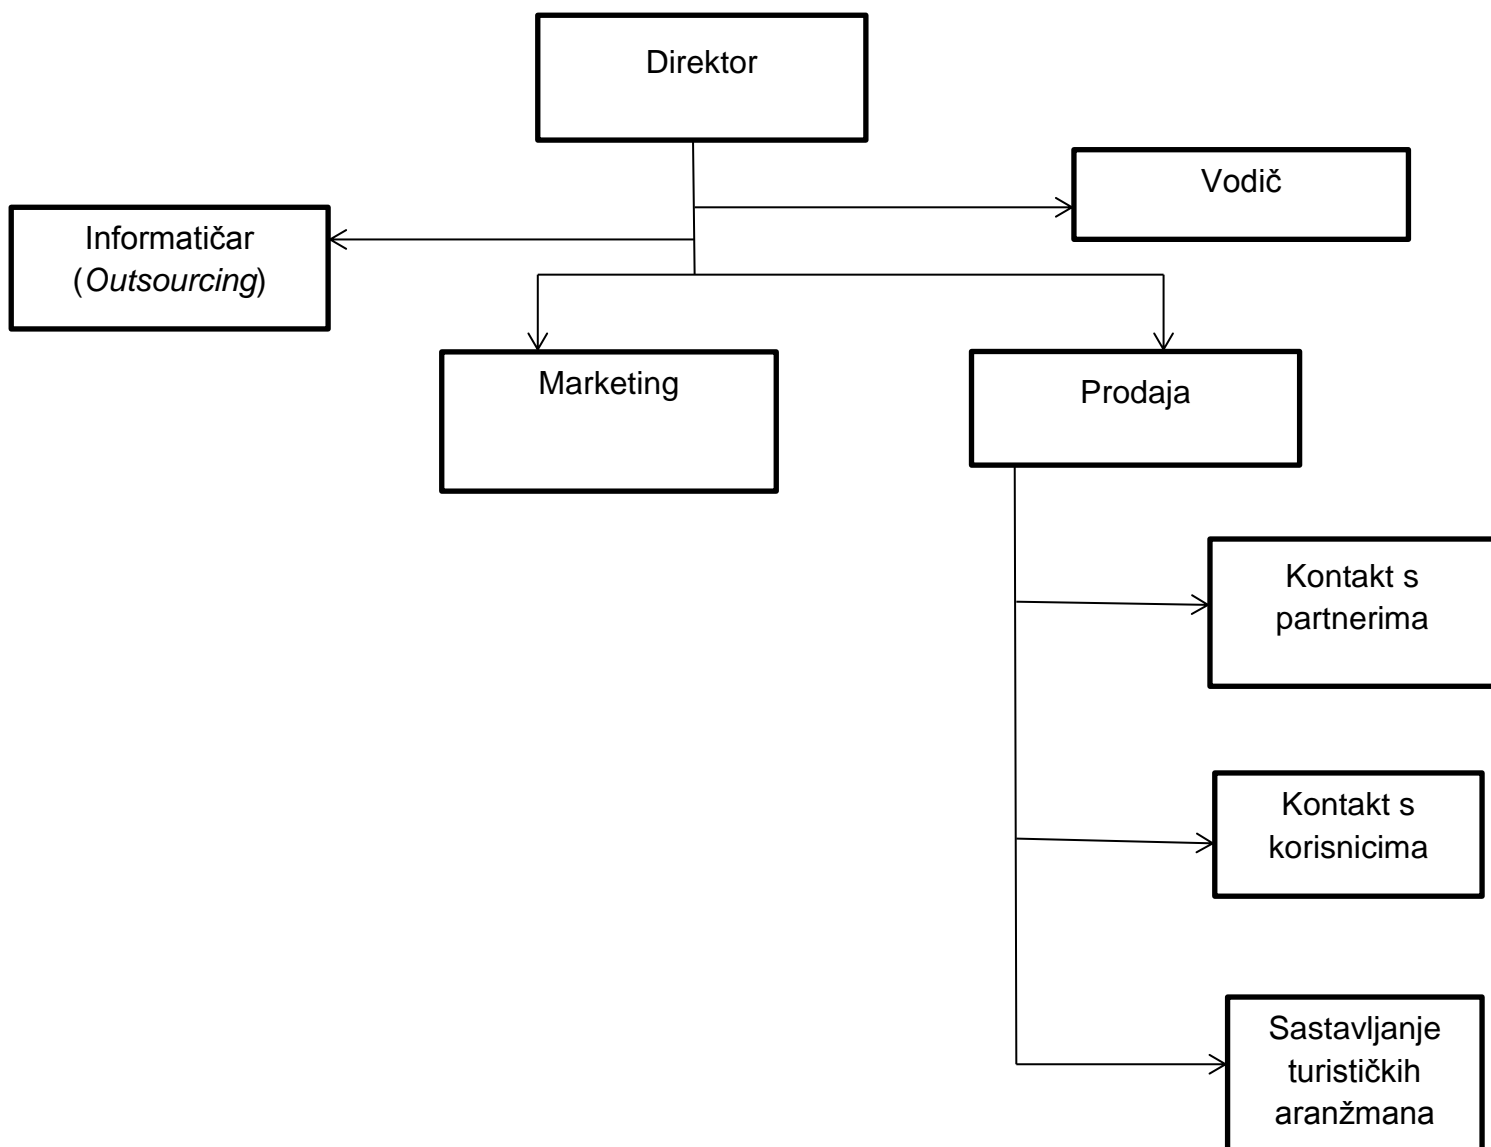 Direktor
Vodič
Informatičar
(Outsourcing)
Marketing
Prodaja
Kontakt s
partnerima
Kontakt s
korisnicima
Sastavljanje
turističkih
aranžmana